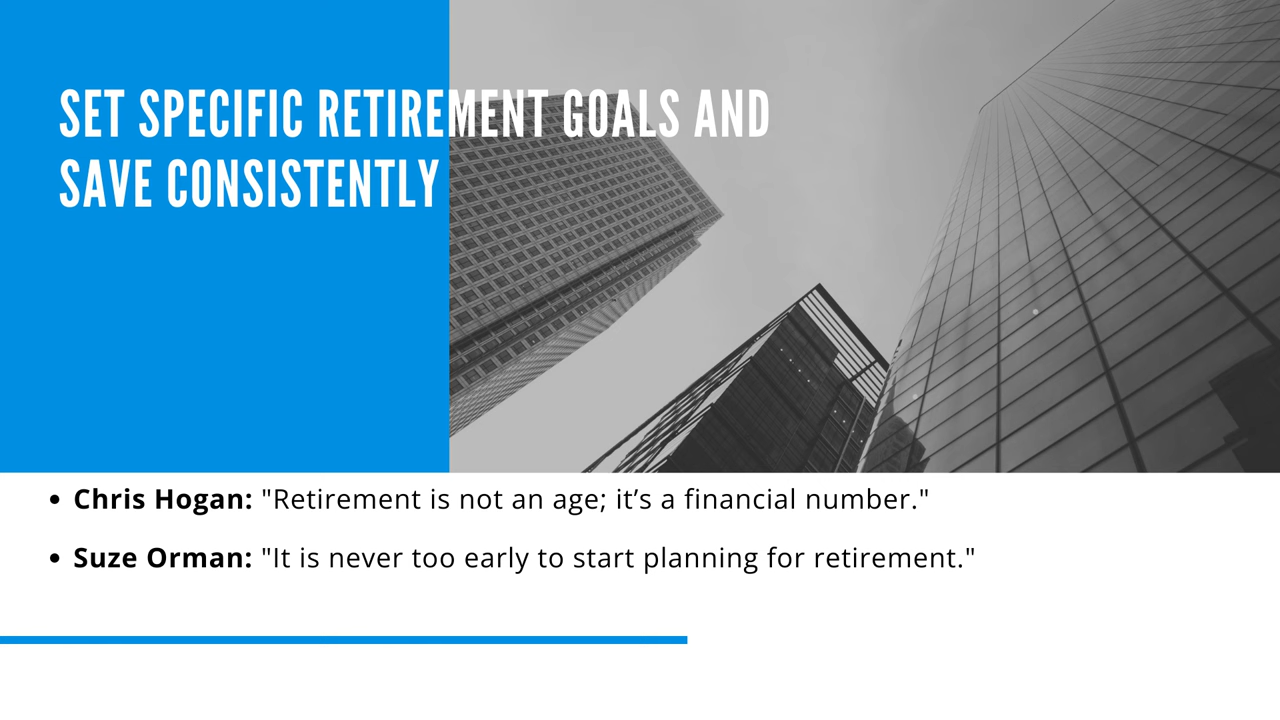 SET SPECIFIC RETIREMENT GOALS AND
SAVE CONSISTENTLY
• Chris Hogan: "Retirement is not an age; it’s a financial number."
• Suze Orman: "It is never too early to start planning for retirement."